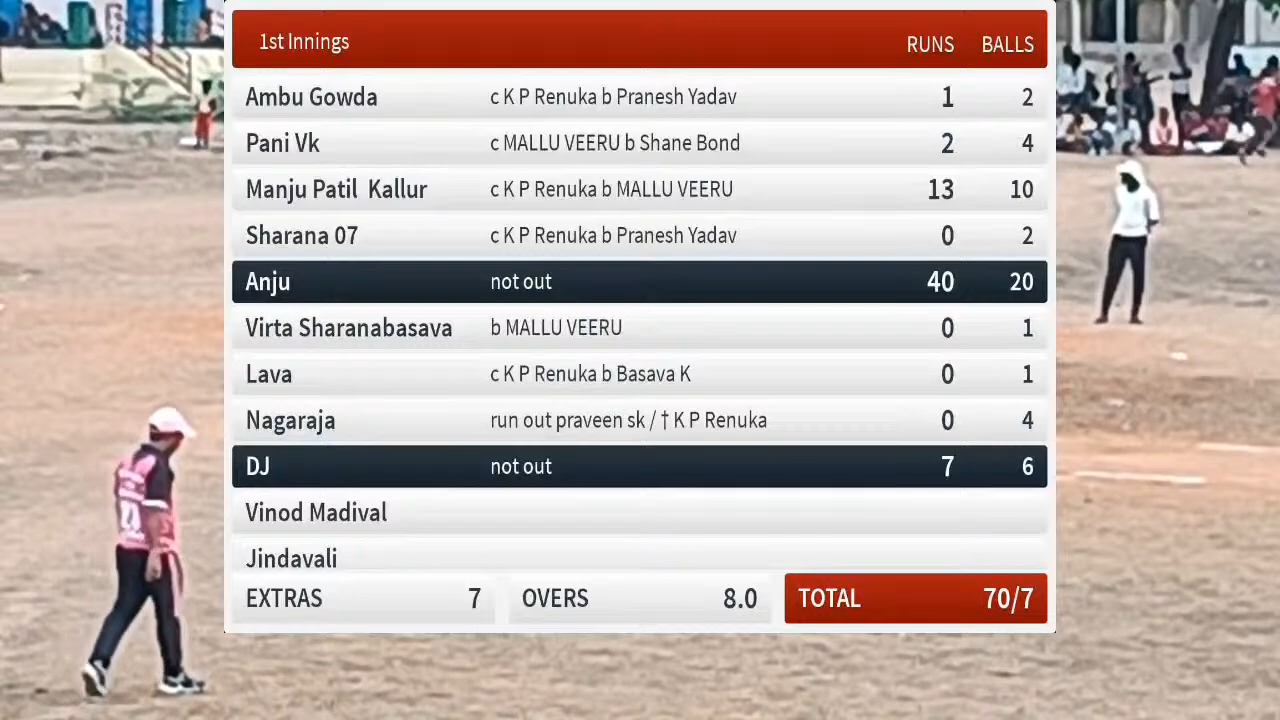 1st Innings RUNS BALLS
Ambu Gowda c K P Renuka b Pranesh Yadav 1 2
Pani Vk c MALLU VEERU b Shane Bond 2 4
Manju Patil Kallur c K P Renuka b MALLU VEERU 13 10
Sharana 07 c K P Renuka b Pranesh Yadav 0 2
Anju not out 40 20
Virta Sharanabasava b MALLU VEERU 0 1
Lava c K P Renuka b Basava K 0 1
Nagaraja run out praveen sk / † K P Renuka 0 4
DJ not out 7 6
Vinod Madival
Jindavali
EXTRAS 7 OVERS 8.0 TOTAL 70/7